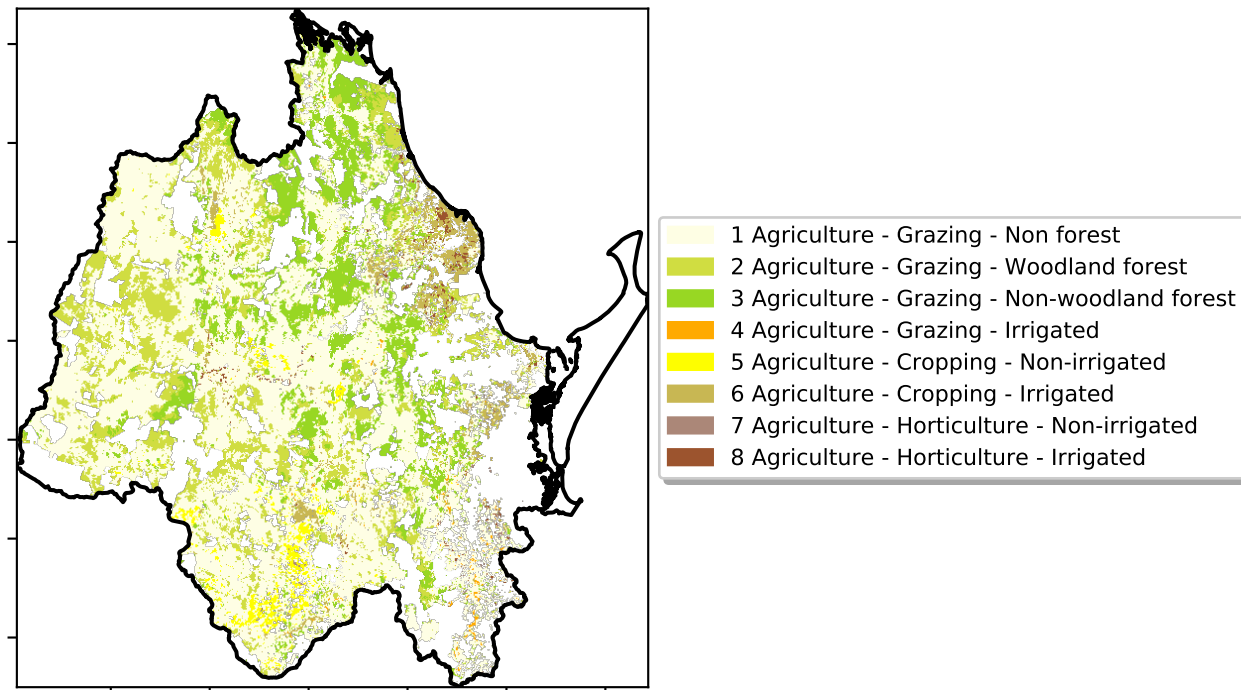 1 Agriculture - Grazing - Non forest
2 Agriculture - Grazing - Woodland forest
3 Agriculture - Grazing - Non-woodland forest
4 Agriculture - Grazing - Irrigated
5 Agriculture - Cropping - Non-irrigated
6 Agriculture - Cropping - Irrigated
7 Agriculture - Horticulture - Non-irrigated
8 Agriculture - Horticulture - Irrigated